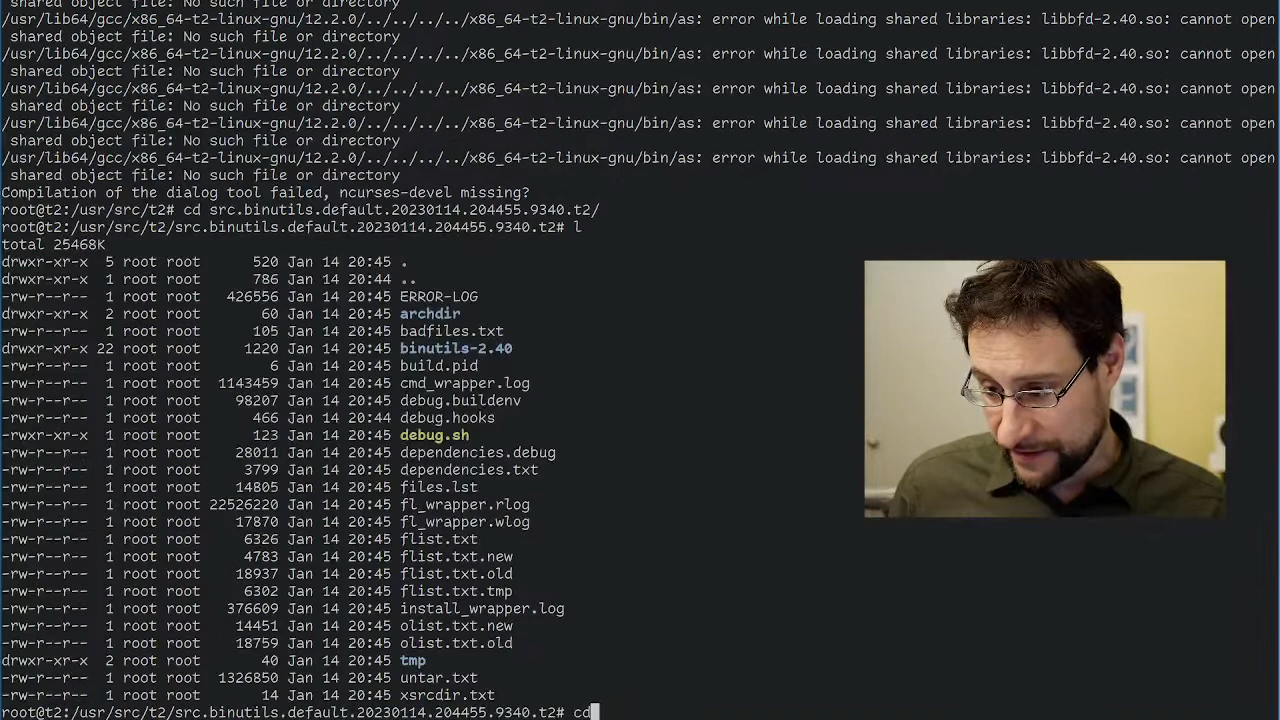 shared object file: No such file or directory
/usr/lib64/gcc/x86_64-t2-linux-gnu/12.2.0/../../../../x86_64-t2-linux-gnu/bin/as: error while loading shared libraries: libbfd-2.40.so: cannot open
shared object file: No such file or directory
/usr/lib64/gcc/x86_64-t2-linux-gnu/12.2.0/../../../../x86_64-t2-linux-gnu/bin/as: error while loading shared libraries: libbfd-2.40.so: cannot open
shared object file: No such file or directory
/usr/lib64/gcc/x86_64-t2-linux-gnu/12.2.0/../../../../x86_64-t2-linux-gnu/bin/as: error while loading shared libraries: libbfd-2.40.so: cannot open
shared object file: No such file or directory
/usr/lib64/gcc/x86_64-t2-linux-gnu/12.2.0/../../../../x86_64-t2-linux-gnu/bin/as: error while loading shared libraries: libbfd-2.40.so: cannot open
shared object file: No such file or directory
/usr/lib64/gcc/x86_64-t2-linux-gnu/12.2.0/../../../../x86_64-t2-linux-gnu/bin/as: error while loading shared libraries: libbfd-2.40.so: cannot open
shared object file: No such file or directory
Compilation of the dialog tool failed, ncurses-devel missing?
root@t2:/usr/src/t2# cd src.binutils.default.20230114.204455.9340.t2/
root@t2:/usr/src/t2/src.binutils.default.20230114.204455.9340.t2# l
total 25468K
drwxr-xr-x 5 root root 520 Jan 14 20:45 .
drwxr-xr-x 1 root root 786 Jan 14 20:44 ..
-rw-r--r-- 1 root root 426556 Jan 14 20:45 ERROR-LOG
drwxr-xr-x 2 root root 60 Jan 14 20:45 archdir
-rw-r--r-- 1 root root 105 Jan 14 20:45 badfiles.txt
drwxr-xr-x 22 root root 1220 Jan 14 20:45 binutils-2.40
-rw-r--r-- 1 root root 6 Jan 14 20:45 build.pid
-rw-r--r-- 1 root root 1143459 Jan 14 20:45 cmd_wrapper.log
-rw-r--r-- 1 root root 98207 Jan 14 20:45 debug.buildenv
-rw-r--r-- 1 root root 466 Jan 14 20:44 debug.hooks
-rwxr-xr-x 1 root root 123 Jan 14 20:45 debug.sh
-rw-r--r-- 1 root root 28011 Jan 14 20:45 dependencies.debug
-rw-r--r-- 1 root root 3799 Jan 14 20:45 dependencies.txt
-rw-r--r-- 1 root root 14805 Jan 14 20:45 files.lst
-rw-r--r-- 1 root root 22526220 Jan 14 20:45 fl_wrapper.rlog
-rw-r--r-- 1 root root 17870 Jan 14 20:45 fl_wrapper.wlog
-rw-r--r-- 1 root root 6326 Jan 14 20:45 flist.txt
-rw-r--r-- 1 root root 4783 Jan 14 20:45 flist.txt.new
-rw-r--r-- 1 root root 18937 Jan 14 20:45 flist.txt.old
-rw-r--r-- 1 root root 6302 Jan 14 20:45 flist.txt.tmp
-rw-r--r-- 1 root root 376609 Jan 14 20:45 install_wrapper.log
-rw-r--r-- 1 root root 14451 Jan 14 20:45 olist.txt.new
-rw-r--r-- 1 root root 18759 Jan 14 20:45 olist.txt.old
drwxr-xr-x 2 root root 40 Jan 14 20:45 tmp
-rw-r--r-- 1 root root 1326850 Jan 14 20:45 untar.txt
-rw-r--r-- 1 root root 14 Jan 14 20:45 xsrcdir.txt
root@t2:/usr/src/t2/src.binutils.default.20230114.204455.9340.t2# cd